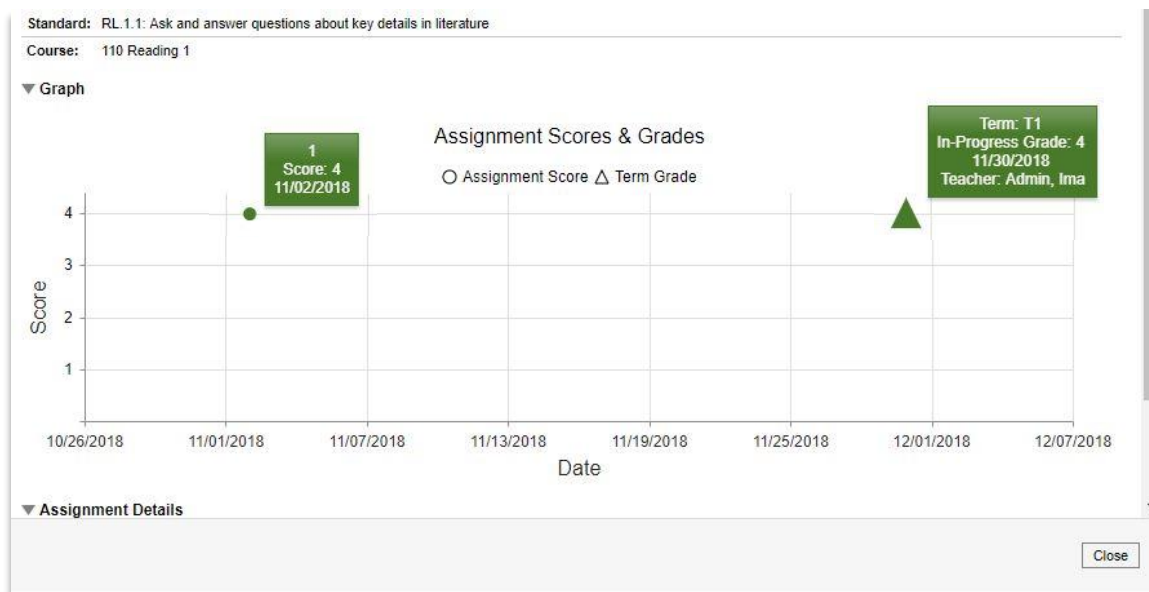 Standard: RL.1.1: Ask and answer questions about key details in literature
Course: 110 Reading 1
Graph
Assignment Scores & Grades
Assignment Score Term Grade
1
Score: 4
11/02/2018
Term: T1
In-Progress Grade: 4
11/30/2018
Teacher: Admin, Ima
Score
4
3
2
1
10/26/2018 11/01/2018 11/07/2018 11/13/2018 11/19/2018 11/25/2018 12/01/2018 12/07/2018
Date
Assignment Details
Close